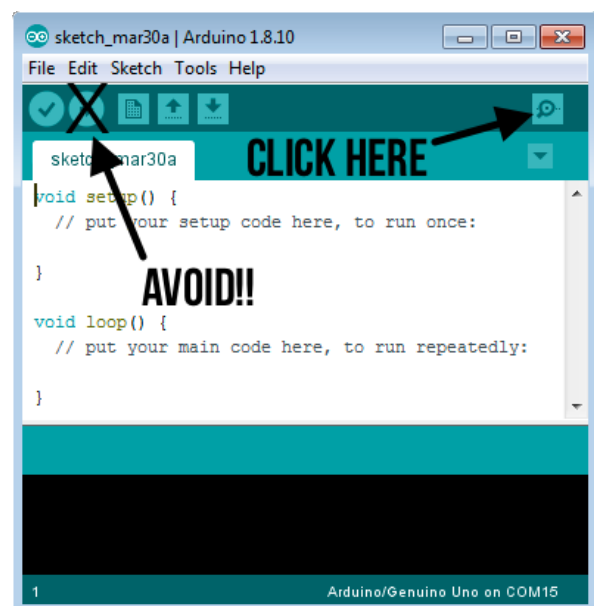 sketch_mar30a | Arduino 1.8.10
File Edit Sketch Tools Help
CLICK HERE
sketch_mar30a
void setup() {
// put your setup code here, to run once:
}
AVOID!!
void loop() {
// put your main code here, to run repeatedly:
}
1
Arduino/Genuino Uno on COM15